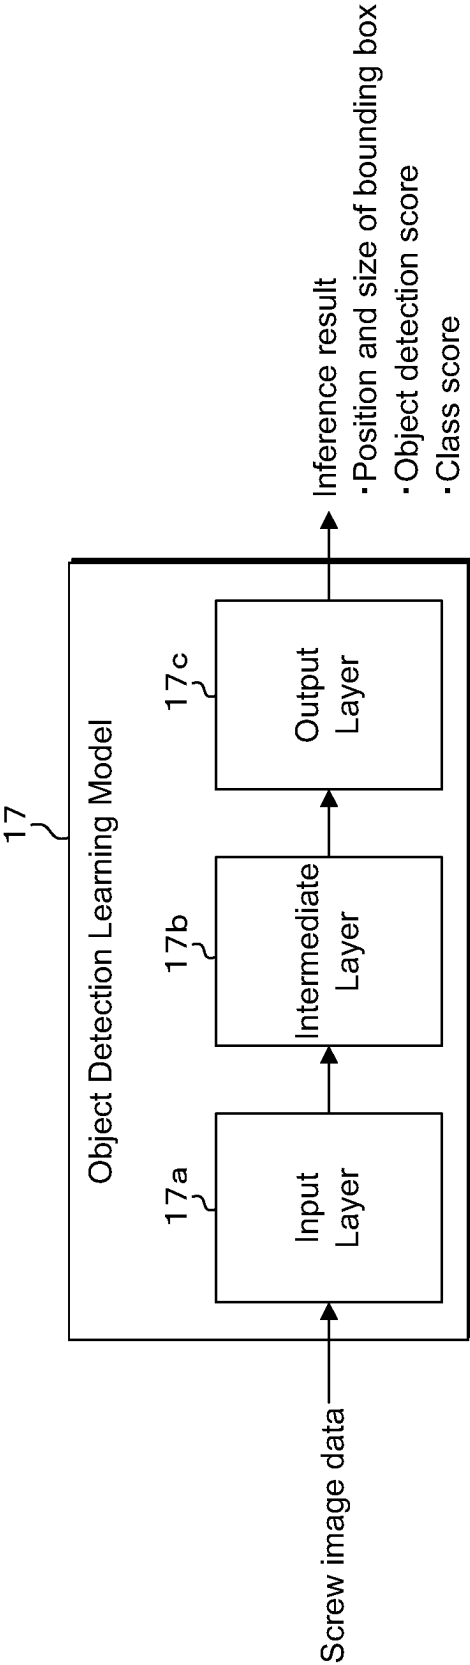 17
Object Detection Learning Model
17a
17b
17c
Screw image data
Input
Layer
Intermediate
Layer
Output
Layer
Inference result
・Position and size of bounding box
・Object detection score
・Class score